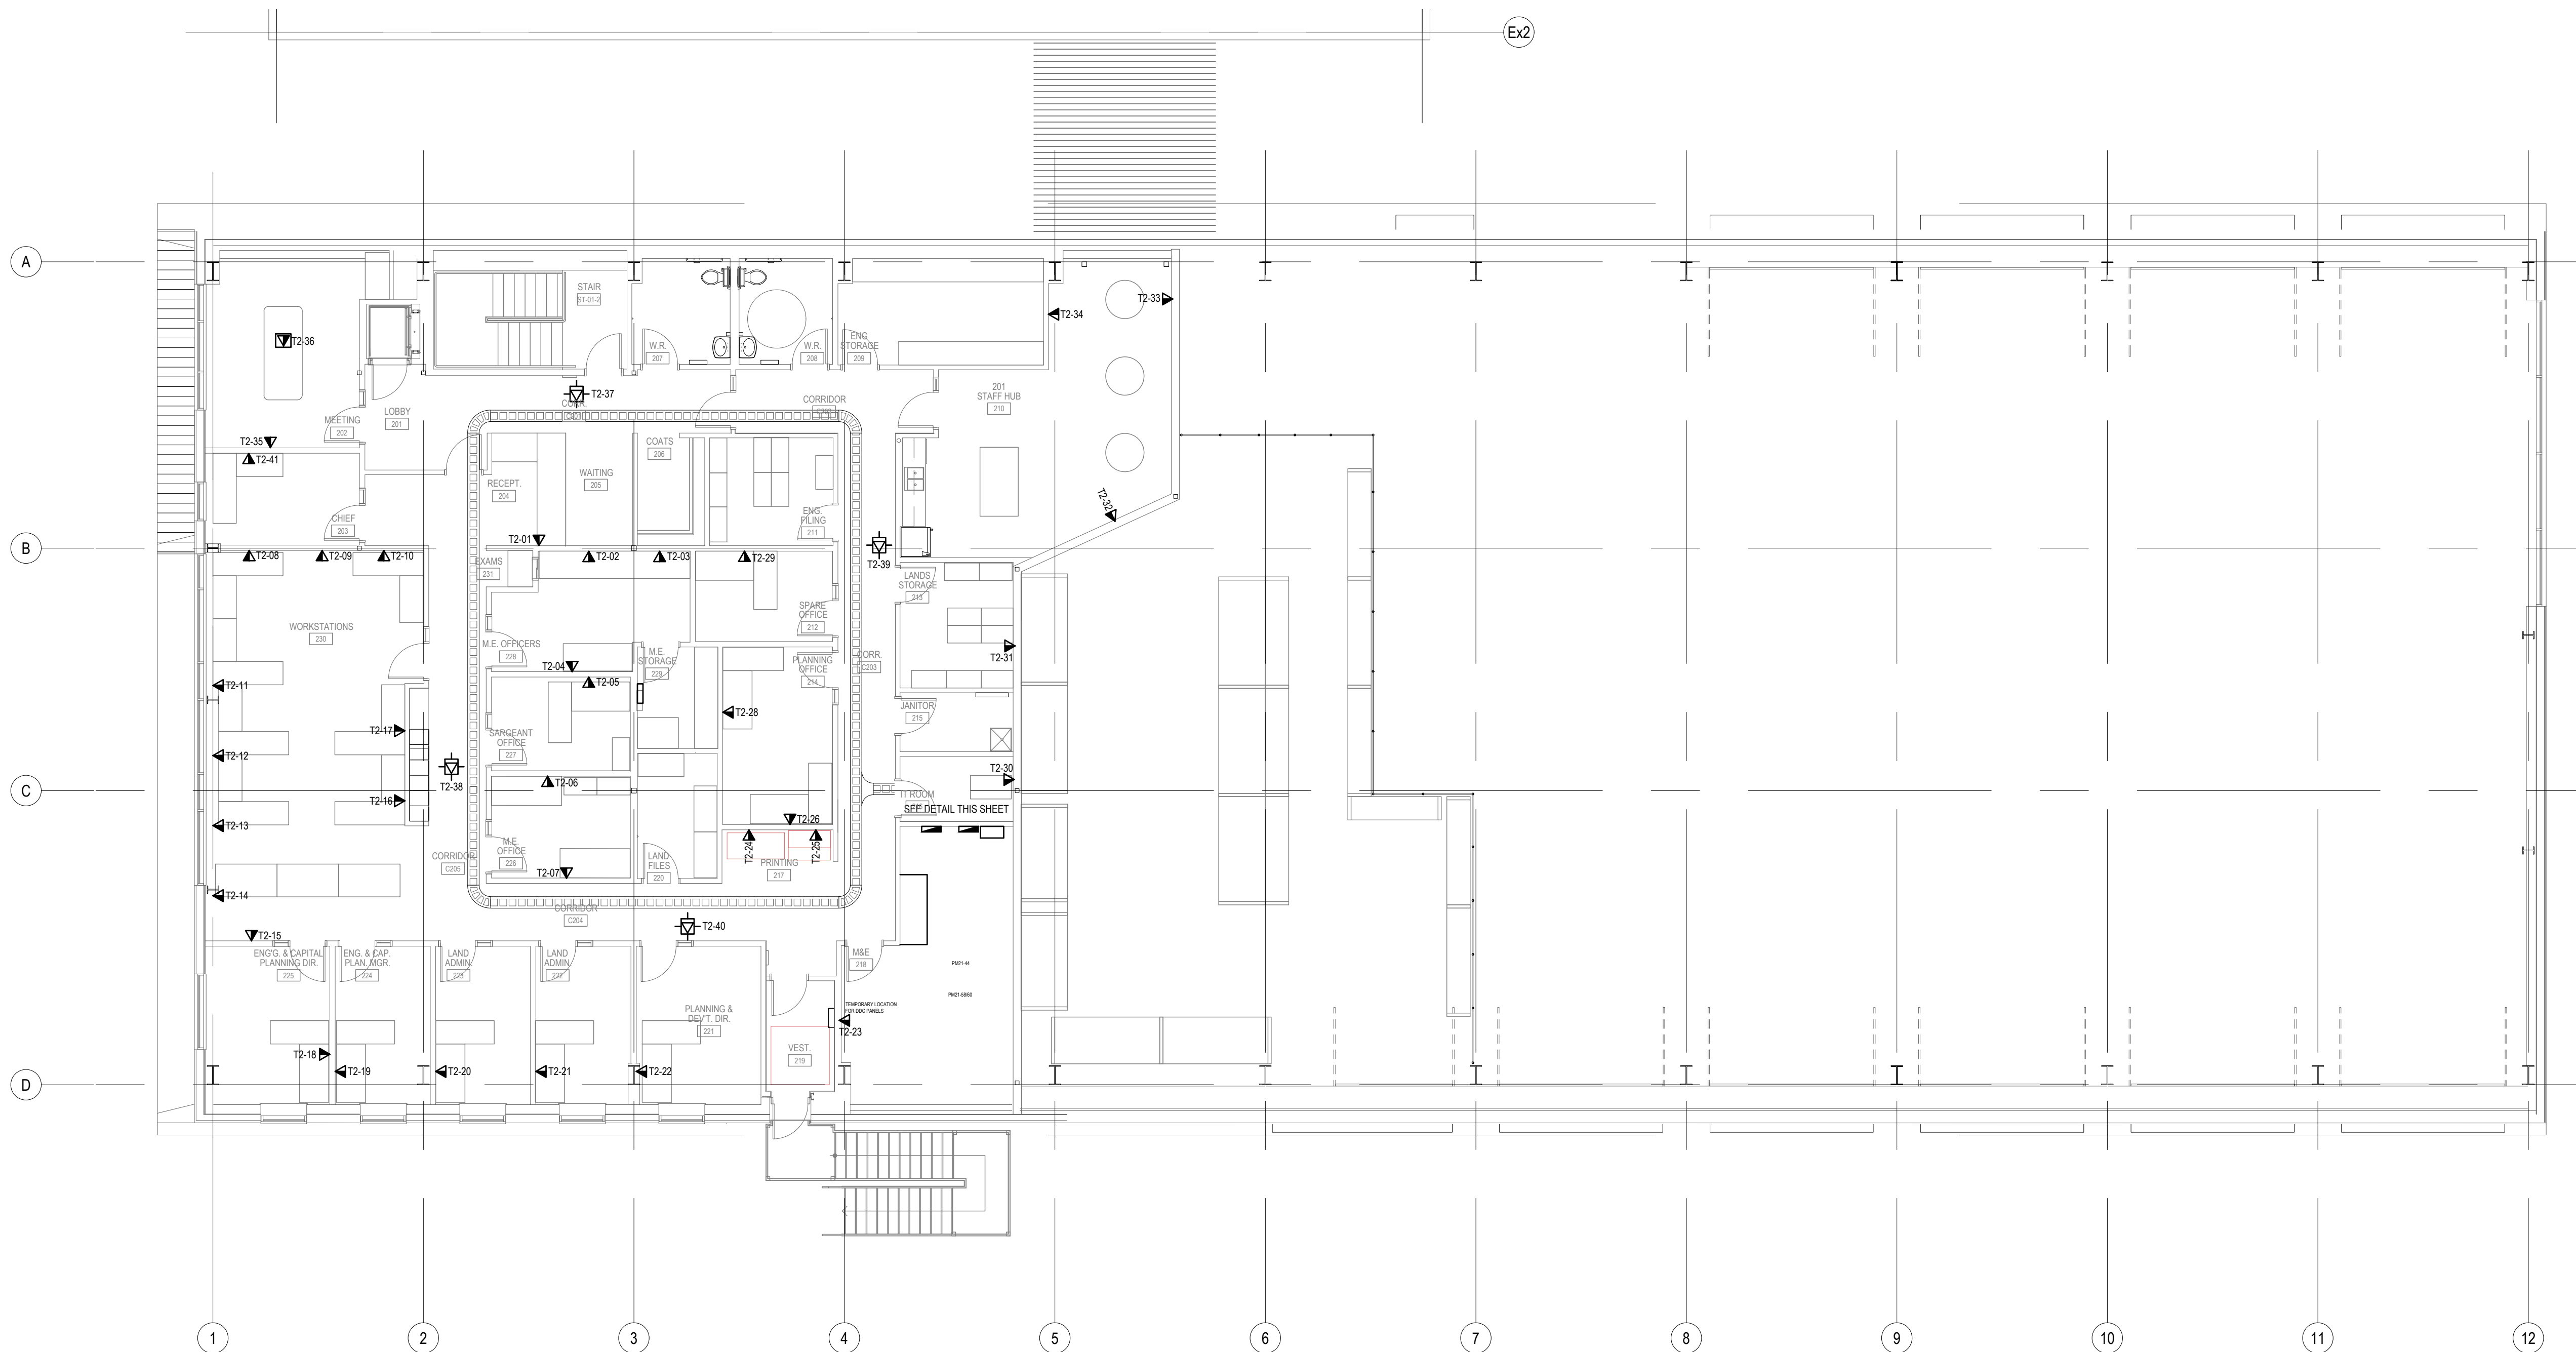 Ex2
A
STAIR
ST-01-2
T2-33
T2-34
T2-36
W.R.
207
W.R.
208
ENG.
STORAGE
209
T2-37
CORR.
C201
CORRIDOR
C202
201
STAFF HUB
210
LOBBY
201
MEETING
202
T2-35
T2-41
COATS
206
WAITING
205
RECEPT.
204
T2-32
CHIEF
203
ENG.
FILING
211
B
T2-01
T2-08
T2-09
T2-10
T2-02
T2-03
T2-29
T2-39
EXAMS
231
LANDS
STORAGE
213
SPARE
OFFICE
212
WORKSTATIONS
230
M.E. OFFICERS
228
M.E.
STORAGE
229
PLANNING
OFFICE
214
CORR.
C203
T2-31
T2-04
T2-05
T2-11
T2-28
JANITOR
215
T2-17
SARGEANT
OFFICE
227
T2-12
T2-38
T2-30
T2-06
C
IT ROOM
SEE DETAIL THIS SHEET
T2-16
T2-13
T2-26
T2-24
T2-25
M.E.
OFFICE
226
CORRIDOR
C205
LAND
FILES
220
PRINTING
217
T2-07
T2-14
CORRIDOR
C204
T2-40
T2-15
ENG'G. & CAPITAL
PLANNING DIR.
225
ENG. & CAP.
PLAN. MGR.
224
LAND
ADMIN.
223
LAND
ADMIN.
222
M&E
218
PM21-44
PM21-58/60
TEMPORARY LOCATION
FOR DDC PANELS
PLANNING &
DEV'T. DIR.
221
T2-23
VEST.
219
T2-18
T2-19
T2-20
T2-21
T2-22
D
1
2
3
4
5
6
7
8
9
10
11
12